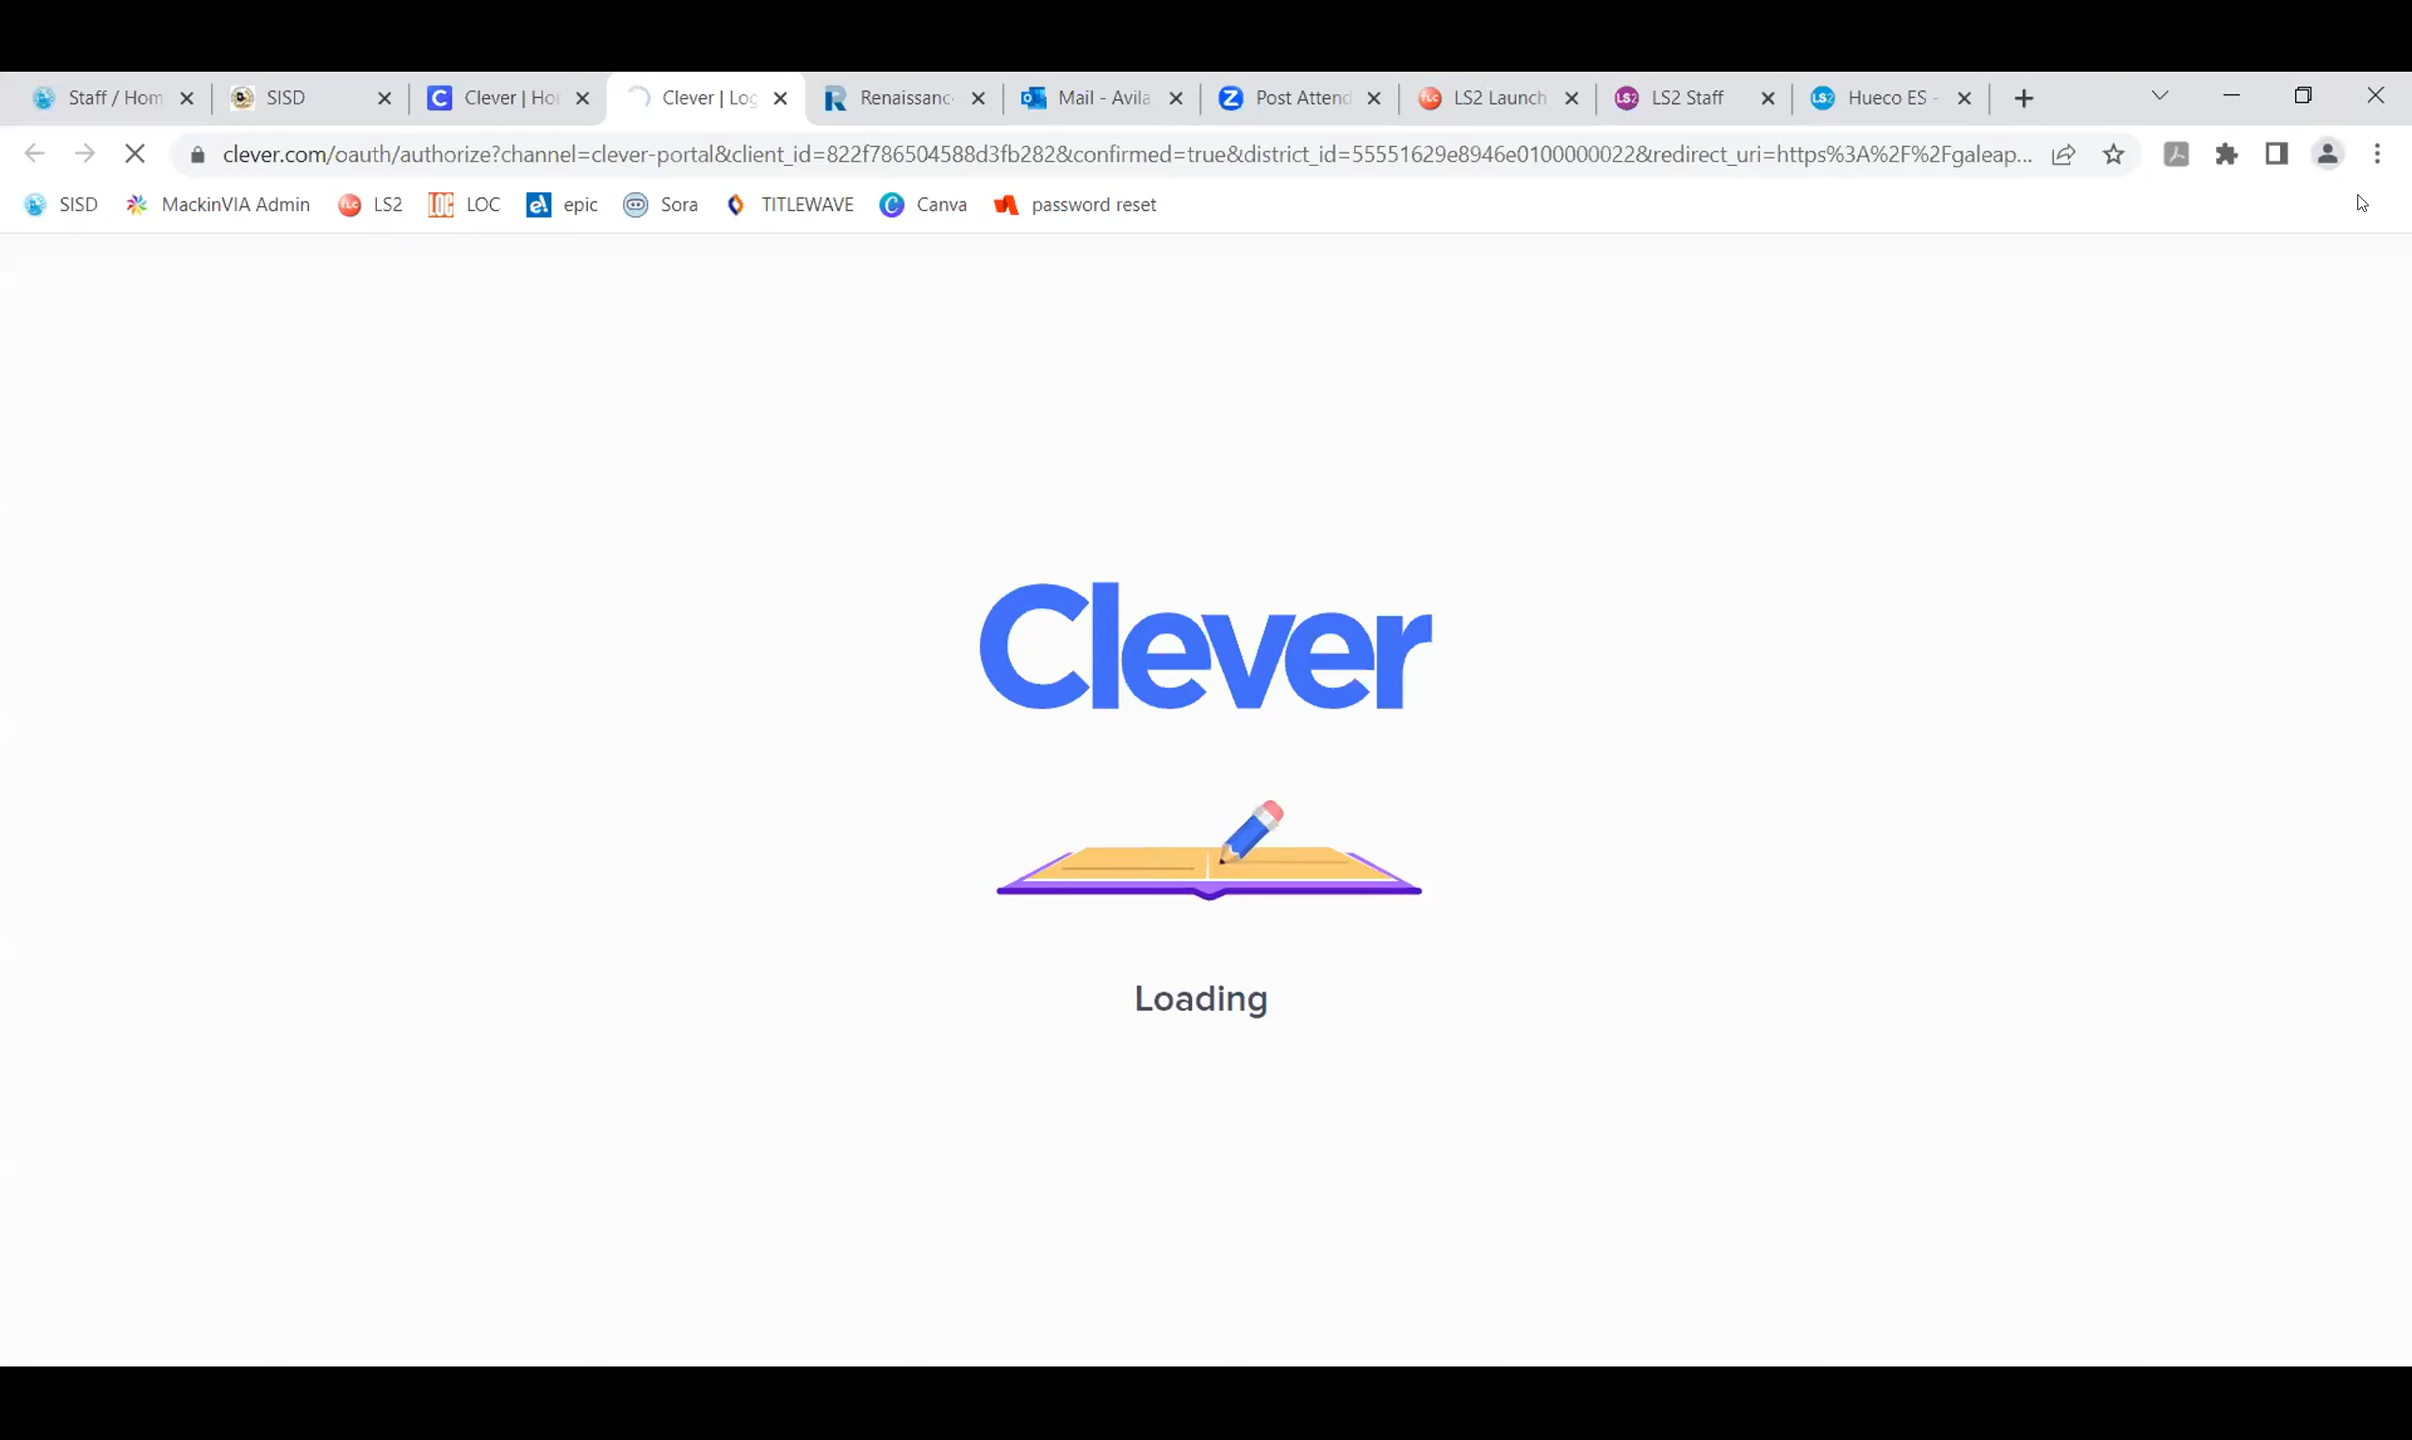 Staff / Hom
SISD
Clever | Ho
Clever | Log
Renaissanc
Mail - Avila
Post Attend
LS2 Launch
LS2 Staff
Hueco ES -
clever.com/oauth/authorize?channel=clever-portal&client_id=822f786504588d3fb282&confirmed=true&district_id=55551629e8946e0100000022&redirect_uri=https%3A%2F%2Fgaleap...
SISD
MackinVIA Admin
LS2
LOC
epic
Sora
TITLEWAVE
Canva
password reset
Clever
Loading